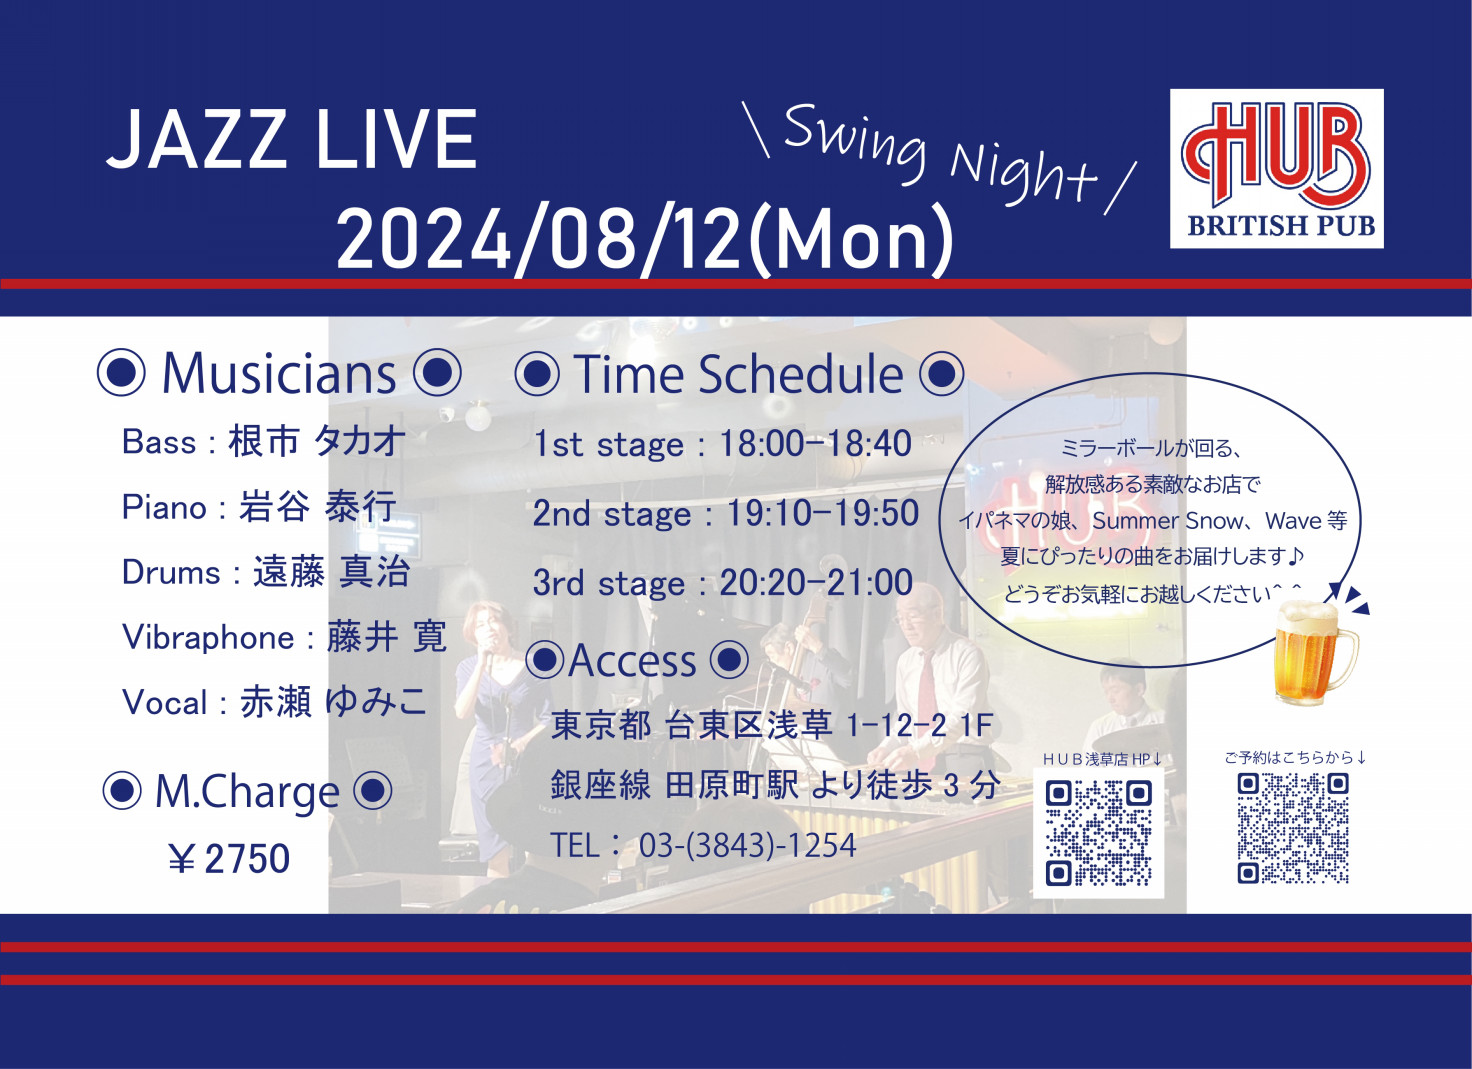 JAZZ LIVE
\ Swing Night /
2024/08/12(Mon)
HUB
BRITISH PUB
◉ Musicians ◉
Bass : 根市 タカオ
Piano : 岩谷 泰行
Drums : 遠藤 真治
Vibraphone : 藤井 寛
Vocal : 赤瀬 ゆみこ
◉ M.Charge ◉
￥2750
◉ Time Schedule ◉
1st stage : 18:00-18:40
2nd stage : 19:10-19:50
3rd stage : 20:20-21:00
◉Access ◉
東京都 台東区浅草 1-12-2 1F
銀座線 田原町駅 より徒歩 3 分
TEL： 03-(3843)-1254
ミラーボールが回る、
解放感ある素敵なお店で
イパネマの娘、Summer Snow、Wave 等
夏にぴったりの曲をお届けします♪
どうぞお気軽にお越しください＾＾
HUB
ＨＵＢ浅草店 HP↓
ご予約はこちらから↓